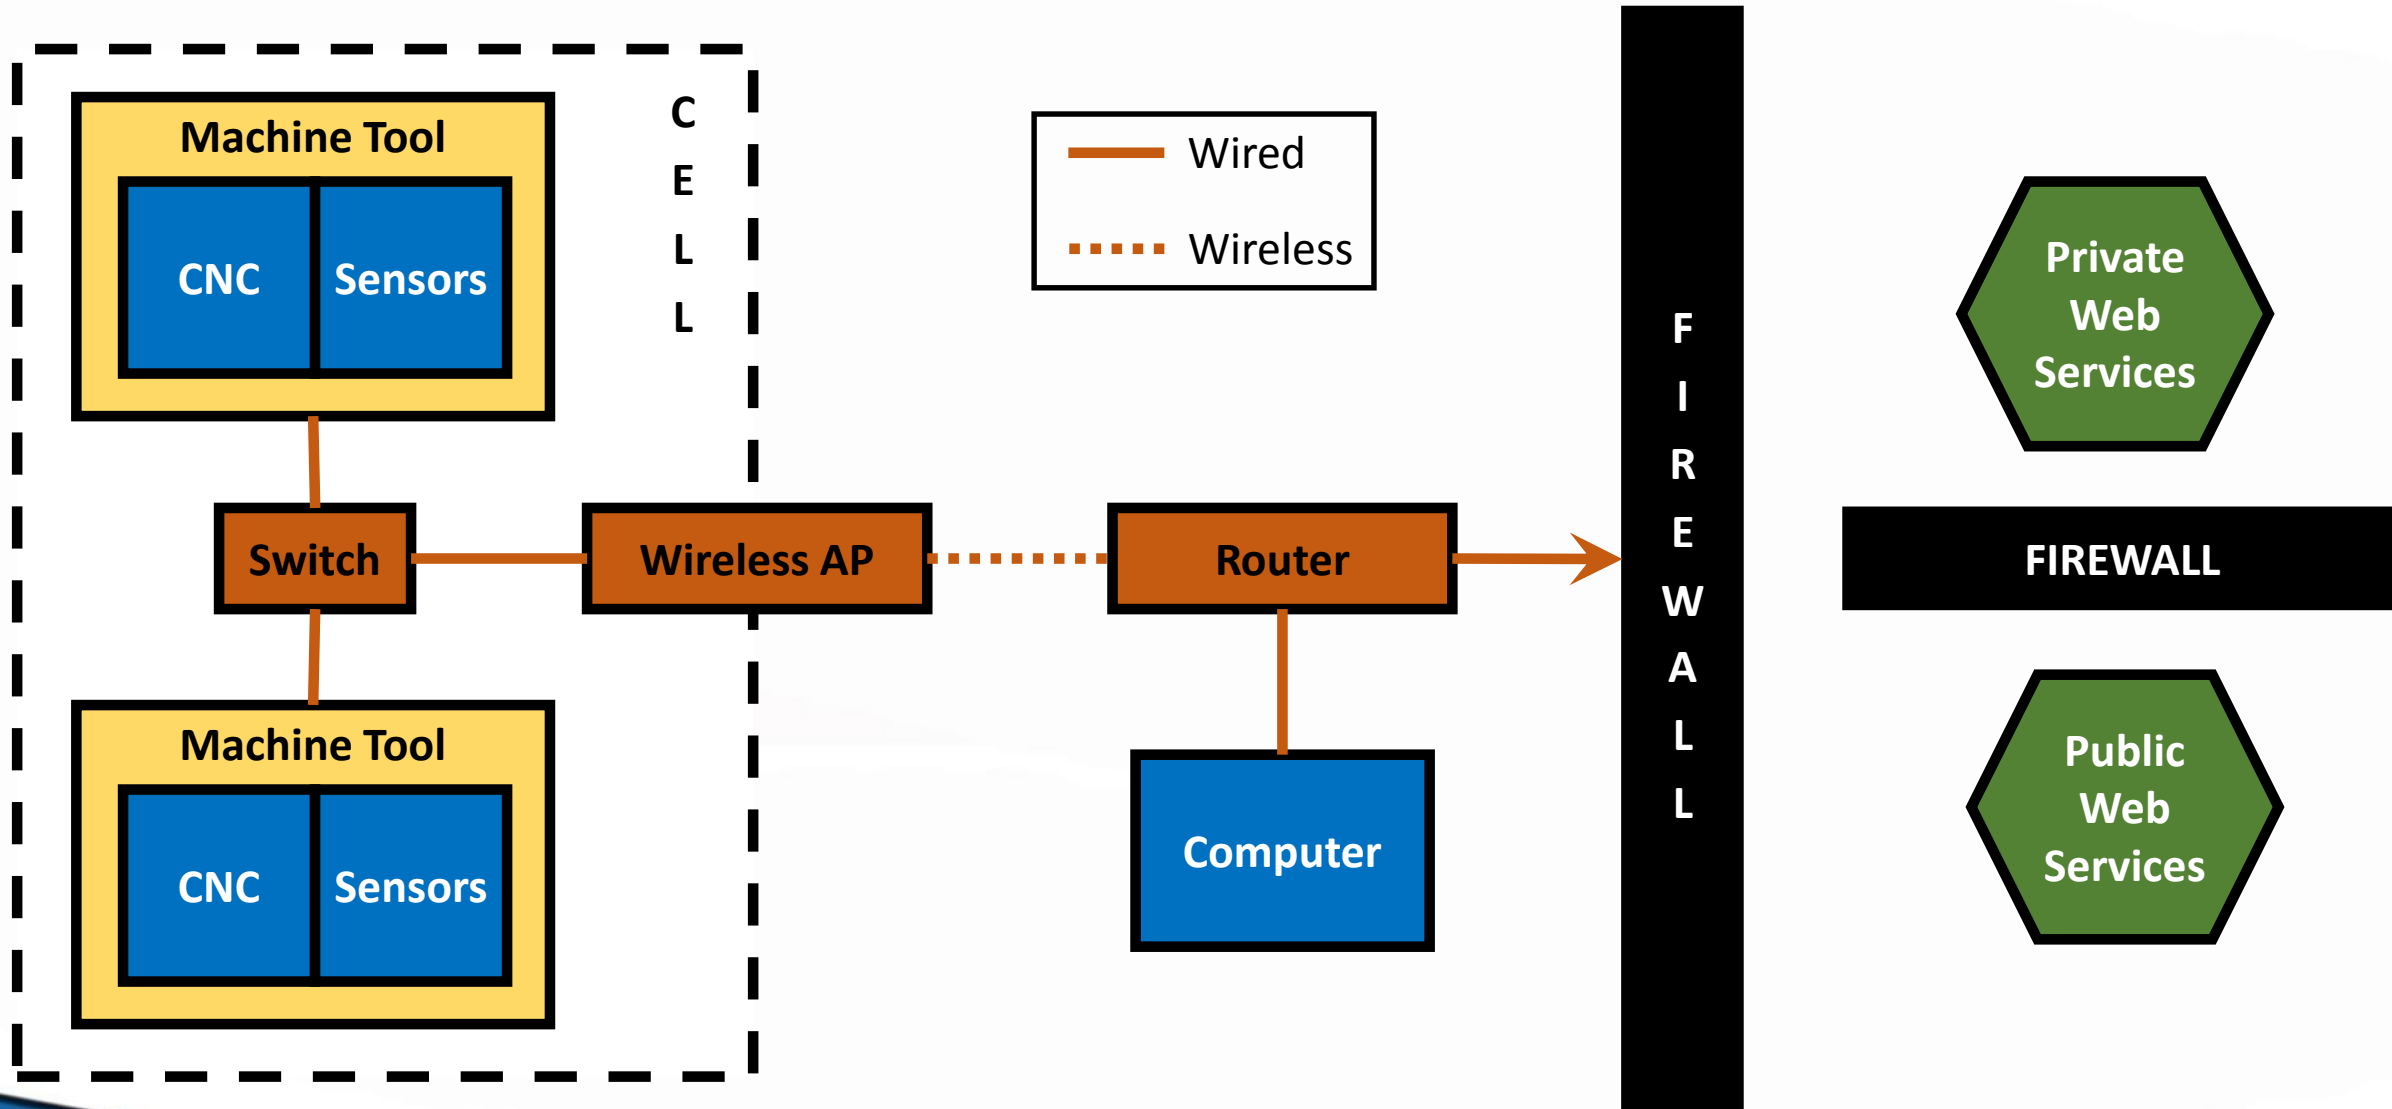 Machine Tool
CNC
Sensors
C
E
L
L
Wired
Wireless
Switch
Wireless AP
Router
Machine Tool
CNC
Sensors
Computer
F
I
R
E
W
A
L
L
Private
Web
Services
FIREWALL
Public
Web
Services